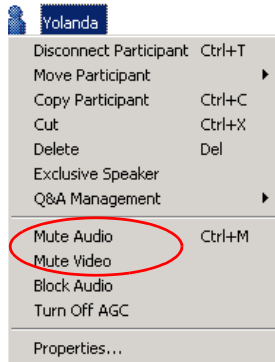 Yolanda
Disconnect Participant Ctrl+T
Move Participant
Copy Participant Ctrl+C
Cut Ctrl+X
Delete Del
Exclusive Speaker
Q&A Management
Mute Audio Ctrl+M
Mute Video
Block Audio
Turn Off AGC
Properties...